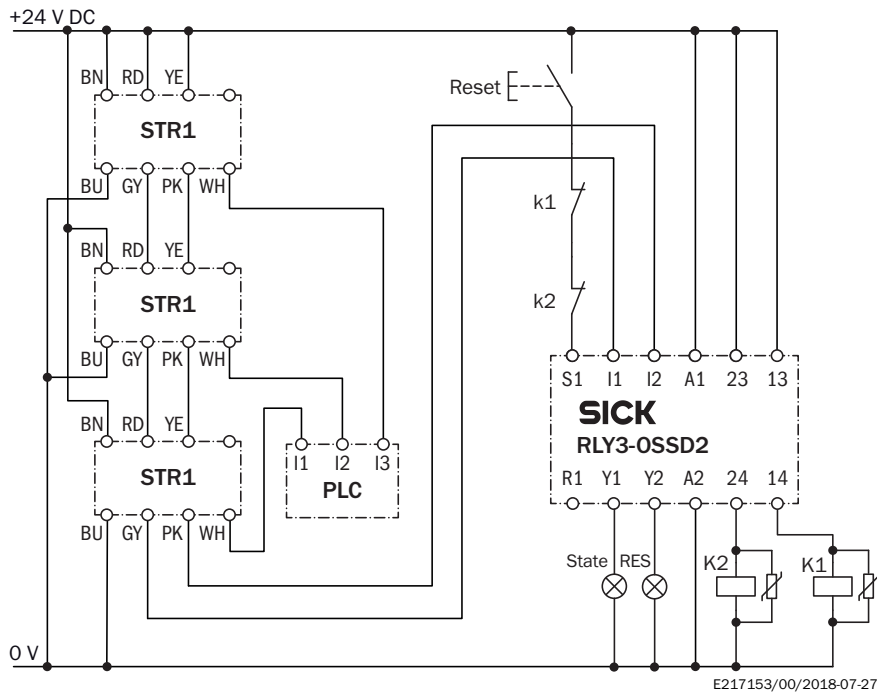 +24 V DC
BN RD YE
STR1
BU GY PK WH
BN RD YE
STR1
BU GY PK WH
BN RD YE
STR1
BU GY PK WH
I1 I2 I3
PLC
Reset
k1
k2
S1 I1 I2 A1 23 13
SICK
RLY3-OSSD2
R1 Y1 Y2 A2 24 14
State RES K2 K1
0 V
E217153/00/2018-07-27